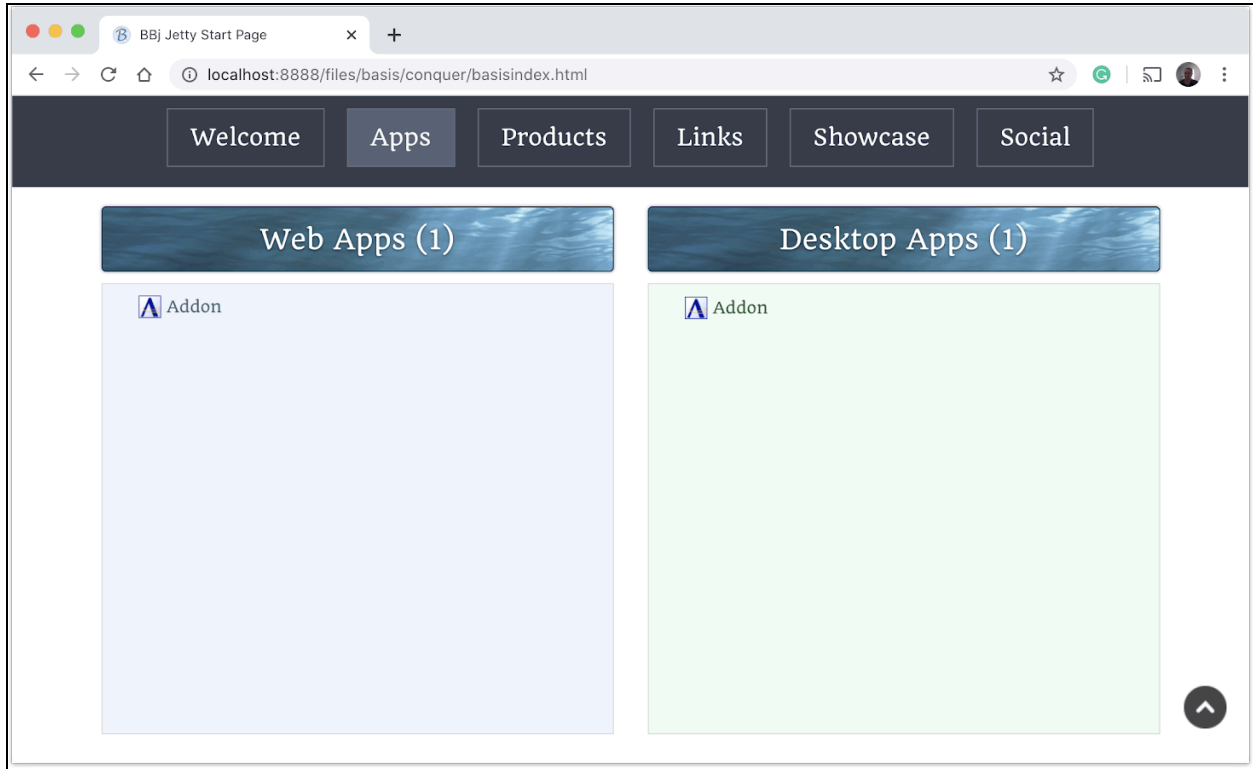 BBj Jetty Start Page
localhost:8888/files/basis/conquer/basisindex.html
Welcome Apps Products Links Showcase Social
Web Apps (1) Desktop Apps (1)
Addon Addon